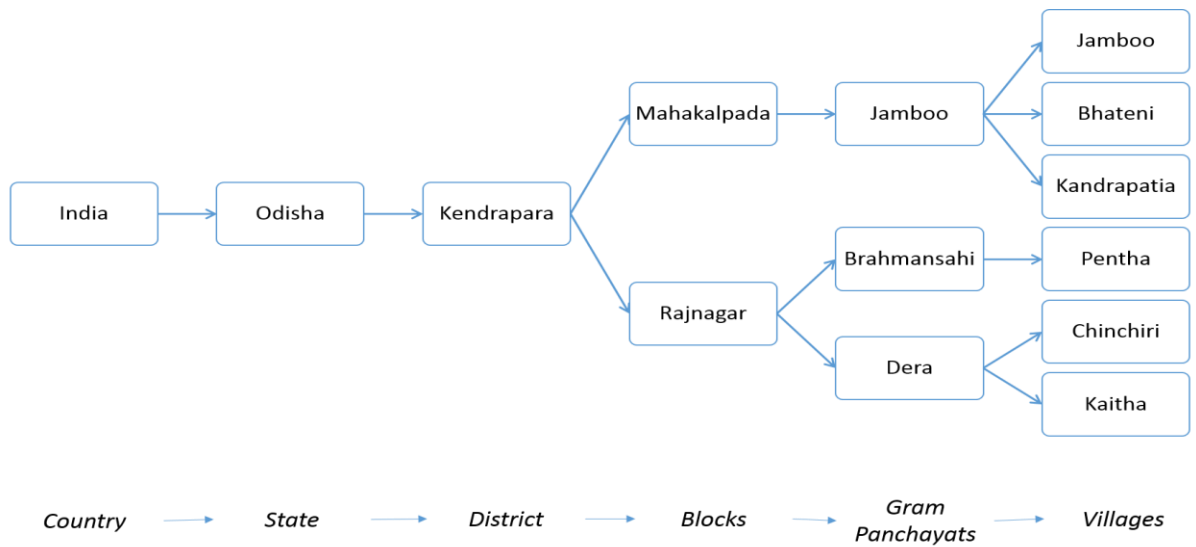 Jamboo
Mahakalpada
Jamboo
Bhateni
Kandrapatia
India
Odisha
Kendrapara
Brahmansahi
Pentha
Rajnagar
Chinchiri
Dera
Kaitha
Country
State
District
Blocks
Gram
Panchayats
Villages